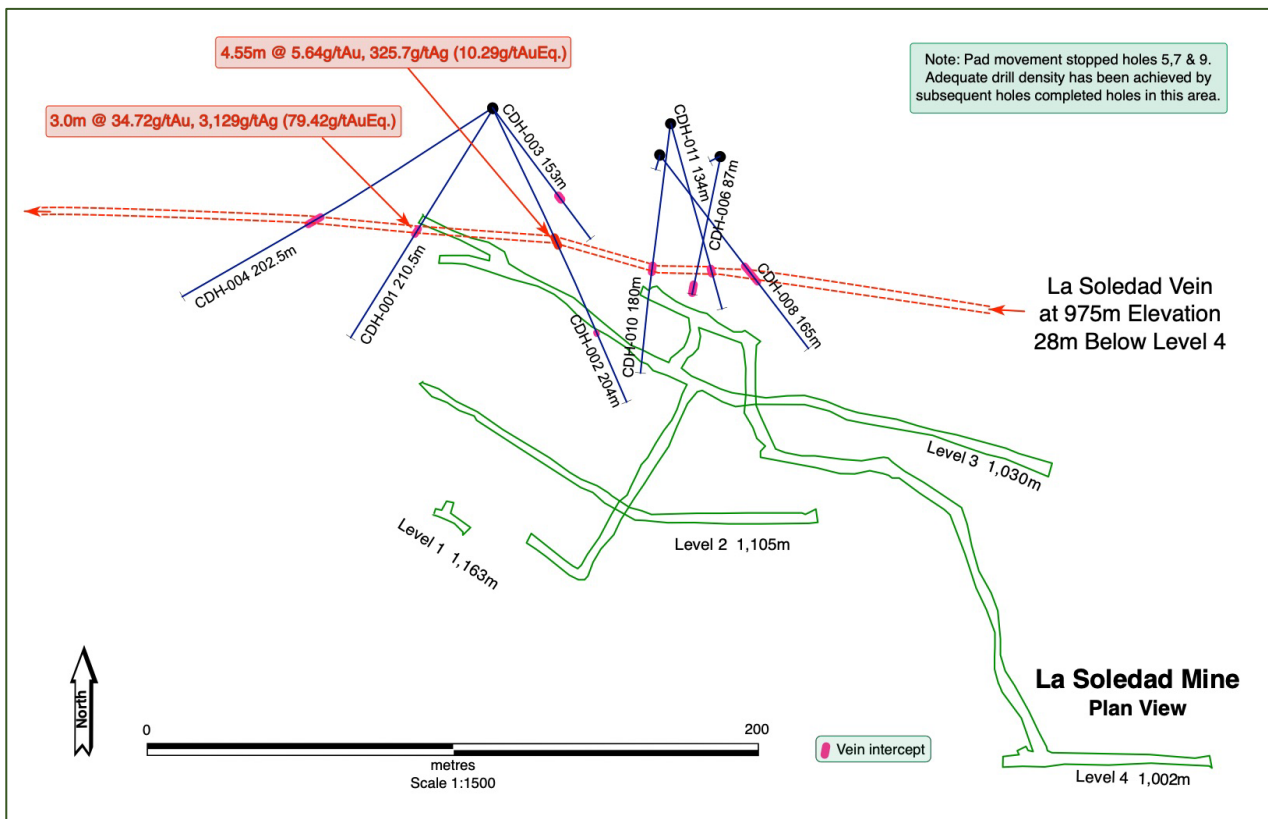 4.55m @ 5.64g/tAu, 325.7g/tAg (10.29g/tAuEq.)
Note: Pad movement stopped holes 5,7 & 9.
Adequate drill density has been achieved by
subsequent holes completed holes in this area.
3.0m @ 34.72g/tAu, 3,129g/tAg (79.42g/tAuEq.)
CDH-003 153m
CDH-011 134m
CDH-006 87m
CDH-004 202.5m
CDH-001 210.5m
CDH-002 204m
CDH-010 180m
CDH-008 165m
La Soledad Vein
at 975m Elevation
28m Below Level 4
Level 3 1,030m
Level 1 1,163m
Level 2 1,105m
North
La Soledad Mine
Plan View
0
200
metres
Scale 1:1500
Vein intercept
Level 4 1,002m